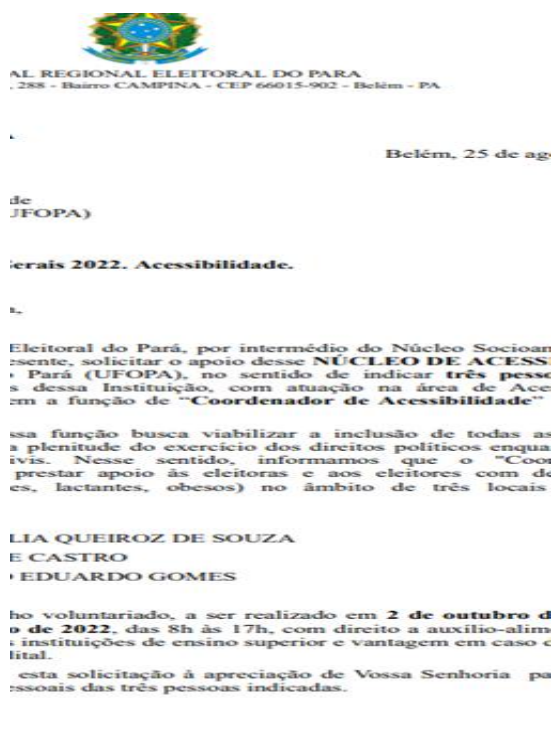 AL REGIONAL ELEITORAL DO PARA
, 288 - Bairro CAMPINA - CEP 66015-902 - Belém - PA
Belém, 25 de ago
de
UFOPA)
Gerais 2022. Acessibilidade.
Eleitoral do Pará, por intermédio do Núcleo Socioam
esente, solicitar o apoio desse NÚCLEO DE ACESSI
o Pará (UFOPA), no sentido de indicar três pesso
s dessa Instituição, com atuação na área de Aces
em a função de “Coordenador de Acessibilidade”
ssa função busca viabilizar a inclusão de todas as
a plenitude do exercício dos direitos políticos enqua
ivis. Nesse sentido, informamos que o "Coor
prestar apoio às eleitoras e aos eleitores com de
es, lactantes, obesos) no âmbito de três locais
LIA QUEIROZ DE SOUZA
E CASTRO
EDUARDO GOMES
ho voluntariado, a ser realizado em 2 de outubro d
o de 2022, das 8h às 17h, com direito a auxílio-alim
s instituições de ensino superior e vantagem em caso d
lital.
esta solicitação à apreciação de Vossa Senhoria pa
essoais das três pessoas indicadas.